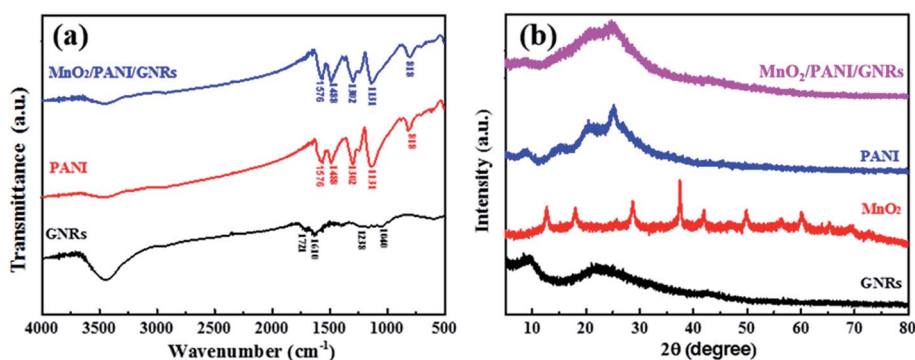 (a)
MnO₂/PANI/GNRs
1576
1488
1302
1131
818
PANI
1576
1488
1302
1131
818
GNRs
1721
1610
1238
1040
Transmittance (a.u.)
4000 3500 3000 2500 2000 1500 1000 500
Wavenumber (cm⁻¹)
(b)
MnO₂/PANI/GNRs
PANI
MnO₂
GNRs
Intensity (a.u.)
10 20 30 40 50 60 70 80
2θ (degree)